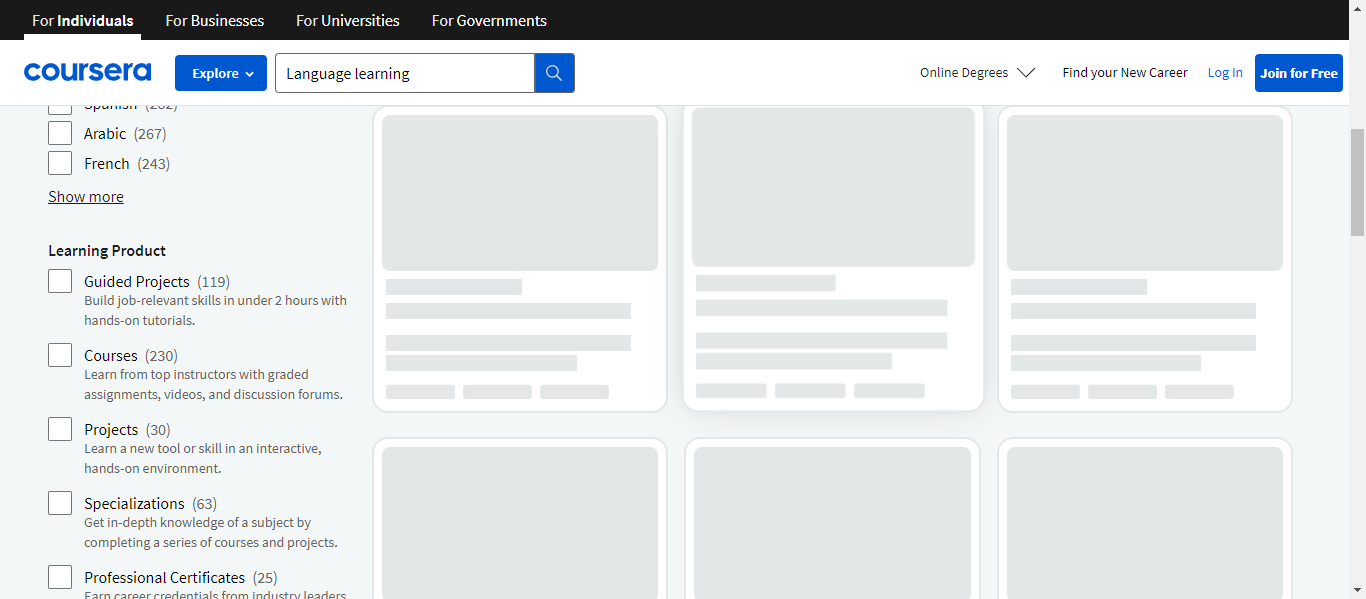 For Individuals
For Businesses
For Universities
For Governments
coursera
Explore
Language learning
Online Degrees
Find your New Career
Log In
Join for Free
Spanish (262)
Arabic (267)
French (243)
Show more
Learning Product
Guided Projects (119)
Build job-relevant skills in under 2 hours with
hands-on tutorials.
Courses (230)
Learn from top instructors with graded
assignments, videos, and discussion forums.
Projects (30)
Learn a new tool or skill in an interactive,
hands-on environment.
Specializations (63)
Get in-depth knowledge of a subject by
completing a series of courses and projects.
Professional Certificates (25)
Earn career credentials from industry leaders